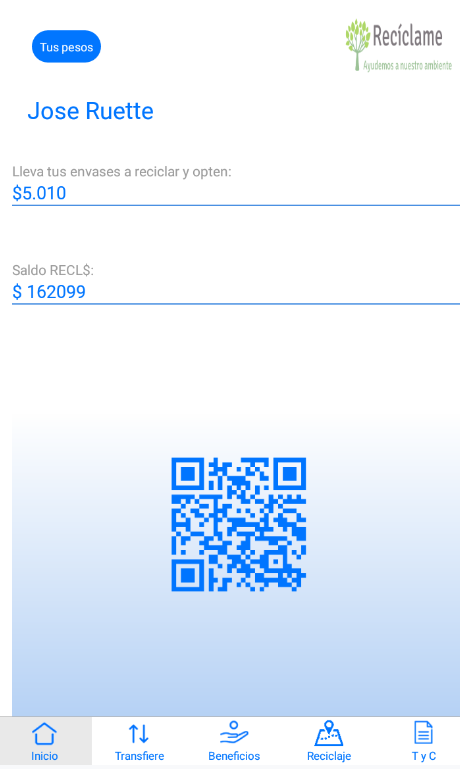 Tus pesos
Recíclame
Ayudemos a nuestro ambiente
Jose Ruette
Lleva tus envases a reciclar y opten:
$5.010
Saldo RECL$:
$ 162099
Inicio
Transfiere
Beneficios
Reciclaje
T y C